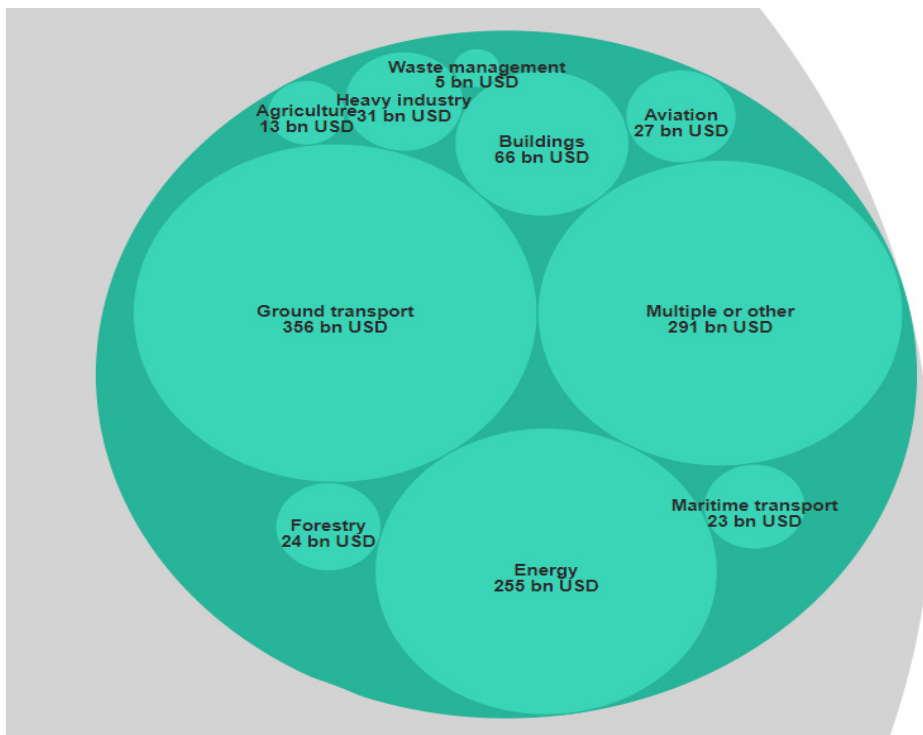 Waste management
5 bn USD
Agriculture
13 bn USD
Heavy industry
31 bn USD
Buildings
66 bn USD
Aviation
27 bn USD
Ground transport
356 bn USD
Multiple or other
291 bn USD
Forestry
24 bn USD
Energy
255 bn USD
Maritime transport
23 bn USD